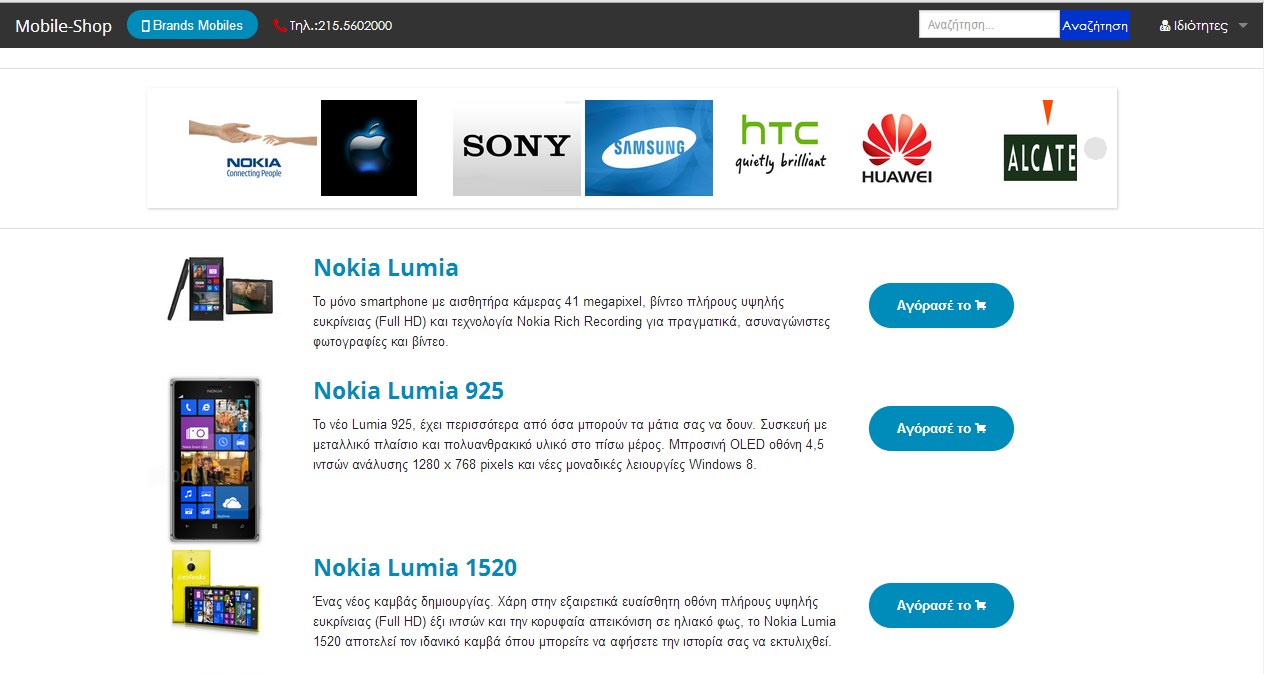 Mobile-Shop
Brands Mobiles
Τηλ.:215.5602000
Αναζήτηση...
Αναζήτηση
Ιδιότητες
NOKIA
Connecting People
SONY
SAMSUNG
hTC
quietly brilliant
HUAWEI
ALCATE
Nokia Lumia
Το μόνο smartphone με αισθητήρα κάμερας 41 megapixel, βίντεο πλήρους υψηλής
ευκρίνειας (Full HD) και τεχνολογία Nokia Rich Recording για πραγματικά, ασυναγώνιστες
φωτογραφίες και βίντεο.
Αγόρασέ το
Nokia Lumia 925
Το νέο Lumia 925, έχει περισσότερα από όσα μπορούν τα μάτια σας να δουν. Συσκευή με
μεταλλικό πλαίσιο και πολυανθρακικό υλικό στο πίσω μέρος. Μπροσινή OLED οθόνη 4,5
ιντσών ανάλυσης 1280 x 768 pixels και νέες μοναδικές λειουργίες Windows 8.
Αγόρασέ το
NOKIA
Nokia Lumia 1520
Ένας νέος καμβάς δημιουργίας. Χάρη στην εξαιρετικά ευαίσθητη οθόνη πλήρους υψηλής
ευκρίνειας (Full HD) έξι ιντσών και την κορυφαία απεικόνιση σε ηλιακό φως, το Nokia Lumia
1520 αποτελεί τον ιδανικό καμβά όπου μπορείτε να αφήσετε την ιστορία σας να εκτυλιχθεί.
Αγόρασέ το